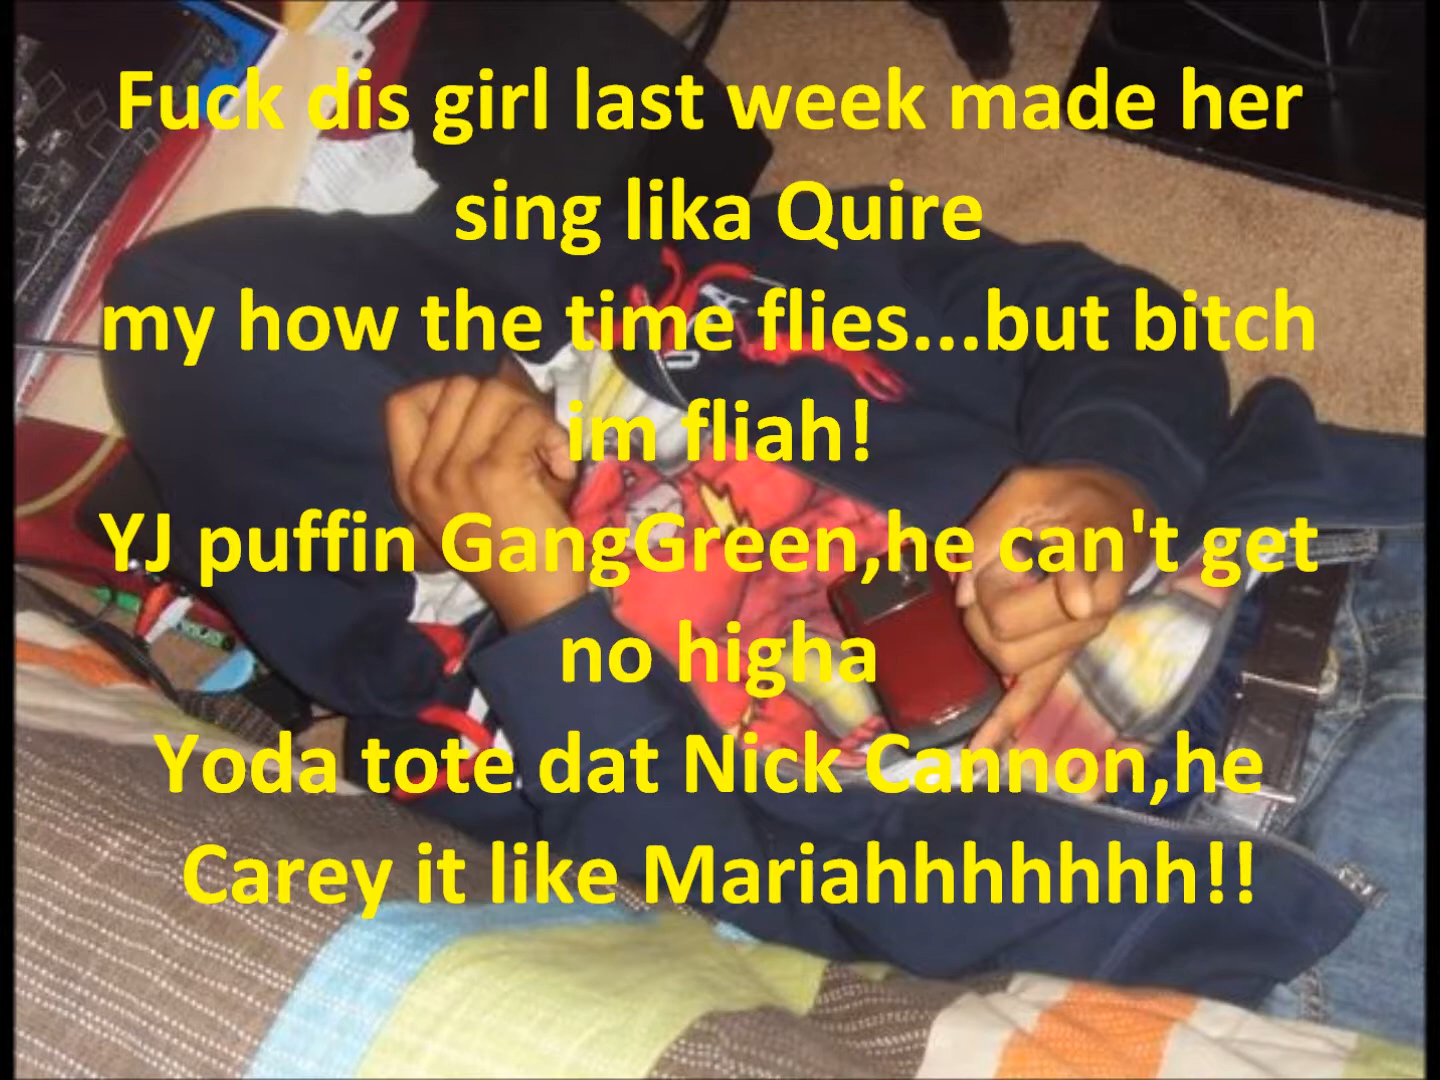 Fuck dis girl last week made her
sing lika Quire
my how the time flies...but bitch
im fliah!
YJ puffin GangGreen,he can't get
no higha
Yoda tote dat Nick Cannon,he
Carey it like Mariahhhhhhh!!